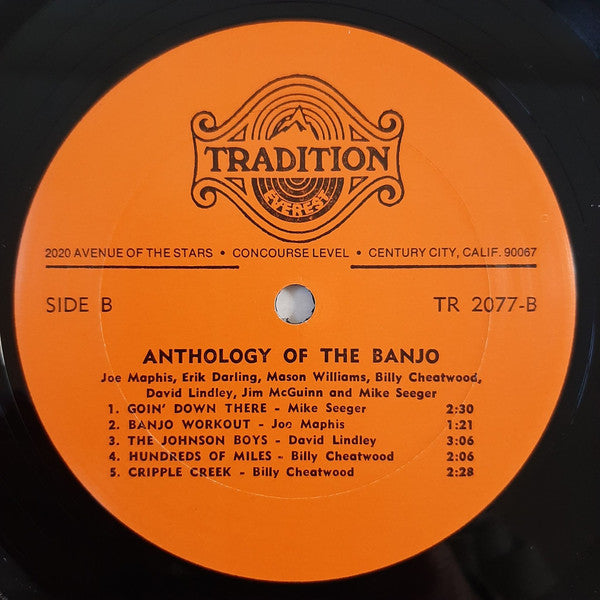 TRADITION
EVEREST
2020 AVENUE OF THE STARS • CONCOURSE LEVEL • CENTURY CITY, CALIF. 90067
SIDE B TR 2077-B
ANTHOLOGY OF THE BANJO
Joe Maphis, Erik Darling, Mason Williams, Billy Cheatwood,
David Lindley, Jim McGuinn and Mike Seeger
1. GOIN' DOWN THERE - Mike Seeger 2:30
2. BANJO WORKOUT - Joe Maphis 1:21
3. THE JOHNSON BOYS - David Lindley 3:06
4. HUNDREDS OF MILES - Billy Cheatwood 2:06
5. CRIPPLE CREEK - Billy Cheatwood 2:28